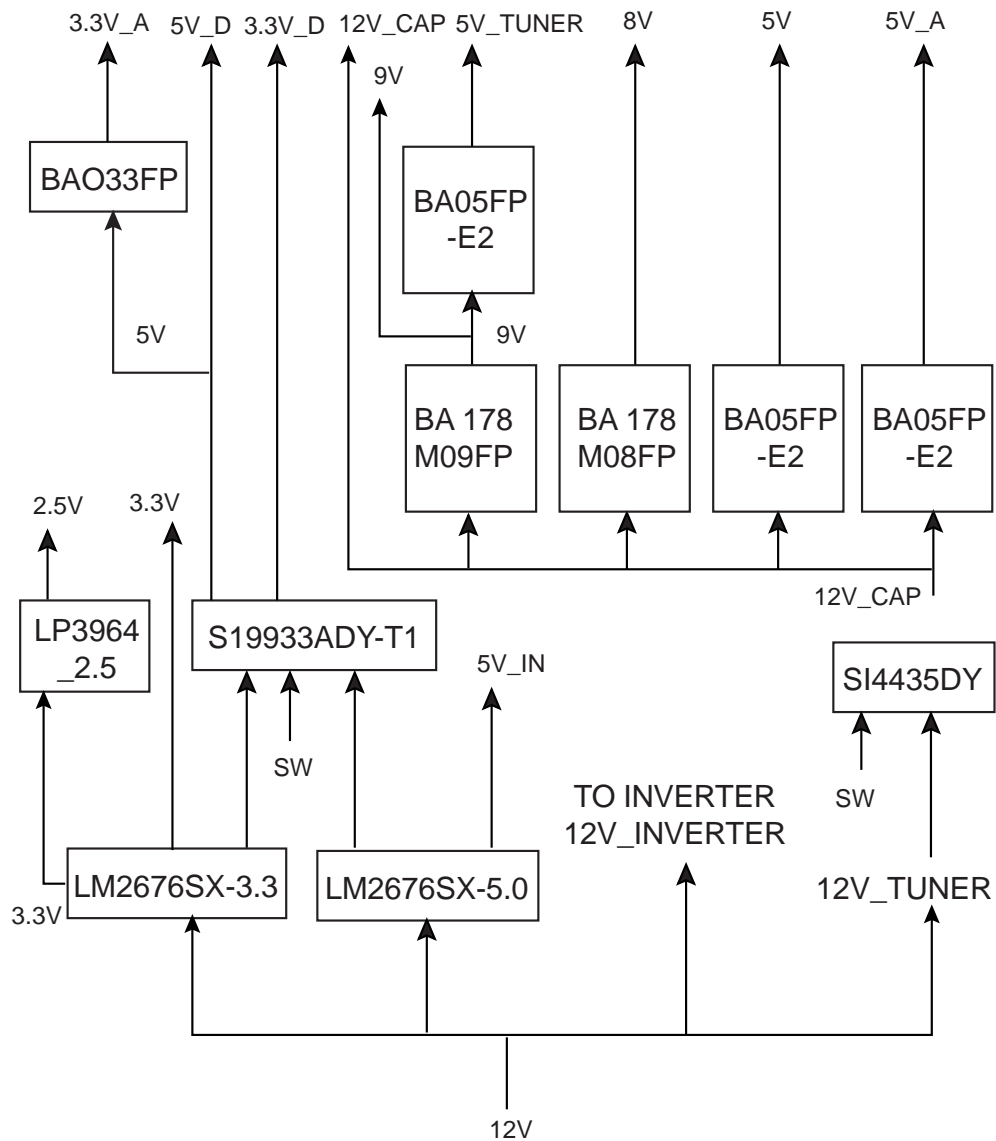 3.3V_A 5V_D 3.3V_D 12V_CAP 5V_TUNER 8V 5V 5V_A
9V
BAO33FP
BA05FP
-E2
5V
9V
BA 178
M09FP
BA 178
M08FP
BA05FP
-E2
BA05FP
-E2
2.5V
3.3V
12V_CAP
LP3964
_2.5
S19933ADY-T1
5V_IN
SI4435DY
SW
SW
TO INVERTER
12V_INVERTER
LM2676SX-3.3
LM2676SX-5.0
12V_TUNER
3.3V
12V